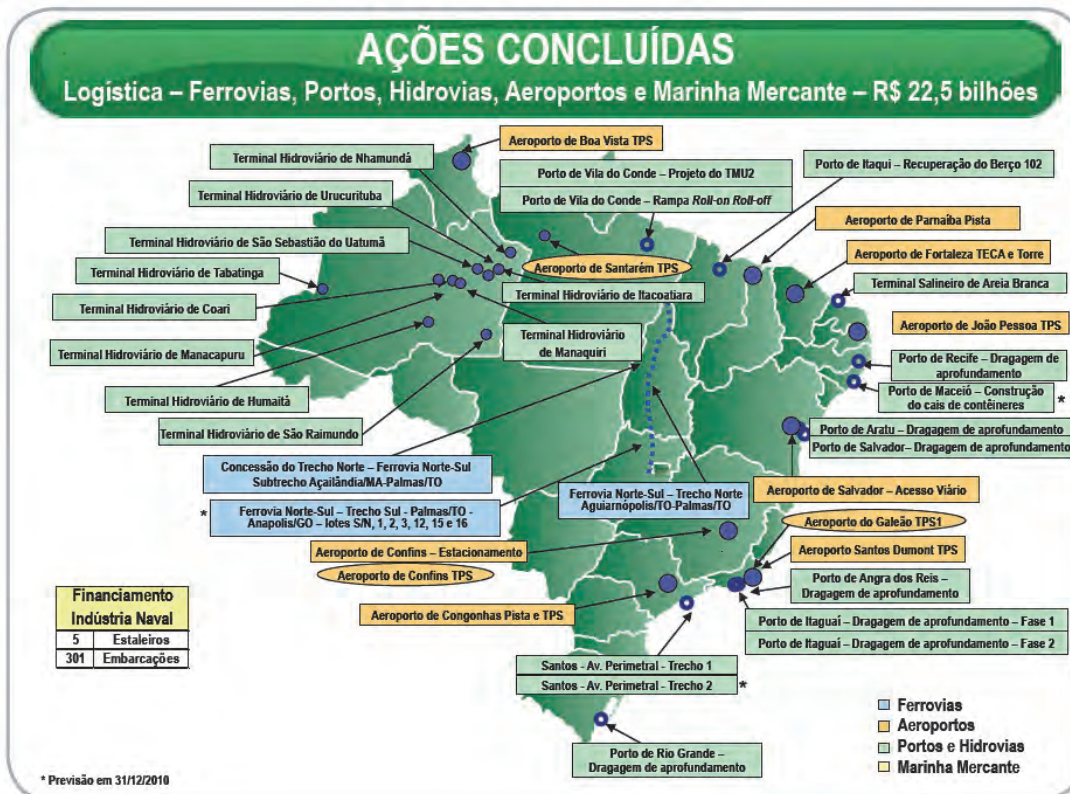 AÇÕES CONCLUÍDAS
Logística – Ferrovias, Portos, Hidrovias, Aeroportos e Marinha Mercante – R$ 22,5 bilhões
Aeroporto de Boa Vista TPS
Terminal Hidroviário de Nhamundá
Terminal Hidroviário de Urucurituba
Terminal Hidroviário de São Sebastião do Uatumã
Terminal Hidroviário de Tabatinga
Terminal Hidroviário de Coari
Terminal Hidroviário de Manacapuru
Terminal Hidroviário de Humaitá
Terminal Hidroviário de São Raimundo
Porto de Vila do Conde – Projeto do TMU2
Porto de Vila do Conde – Rampa Roll-on Roll-off
Aeroporto de Santarém TPS
Terminal Hidroviário de Itacoatiara
Terminal Hidroviário
de Manaquiri
Porto de Itaqui – Recuperação do Berço 102
Aeroporto de Parnaíba Pista
Aeroporto de Fortaleza TECA e Torre
Terminal Salineiro de Areia Branca
Aeroporto de João Pessoa TPS
Porto de Recife – Dragagem de
aprofundamento
Porto de Maceió – Construção
do cais de contêineres *
Porto de Aratu – Dragagem de aprofundamento
Porto de Salvador– Dragagem de aprofundamento
Concessão do Trecho Norte – Ferrovia Norte-Sul
Subtrecho Açailândia/MA-Palmas/TO
* Ferrovia Norte-Sul – Trecho Sul - Palmas/TO -
Anapolis/GO – lotes S/N, 1, 2, 3, 12, 15 e 16
Ferrovia Norte-Sul – Trecho Norte
Aguiarnópolis/TO-Palmas/TO
Aeroporto de Salvador – Acesso Viário
Aeroporto do Galeão TPS1
Aeroporto Santos Dumont TPS
Aeroporto de Confins – Estacionamento
Aeroporto de Confins TPS
Aeroporto de Congonhas Pista e TPS
Porto de Angra dos Reis –
Dragagem de aprofundamento
Porto de Itaguaí – Dragagem de aprofundamento – Fase 1
Porto de Itaguaí – Dragagem de aprofundamento – Fase 2
Santos - Av. Perimetral - Trecho 1
Santos - Av. Perimetral - Trecho 2 *
Porto de Rio Grande –
Dragagem de aprofundamento
Financiamento
Indústria Naval
5 Estaleiros
301 Embarcações
Ferrovias
Aeroportos
Portos e Hidrovias
Marinha Mercante
* Previsão em 31/12/2010